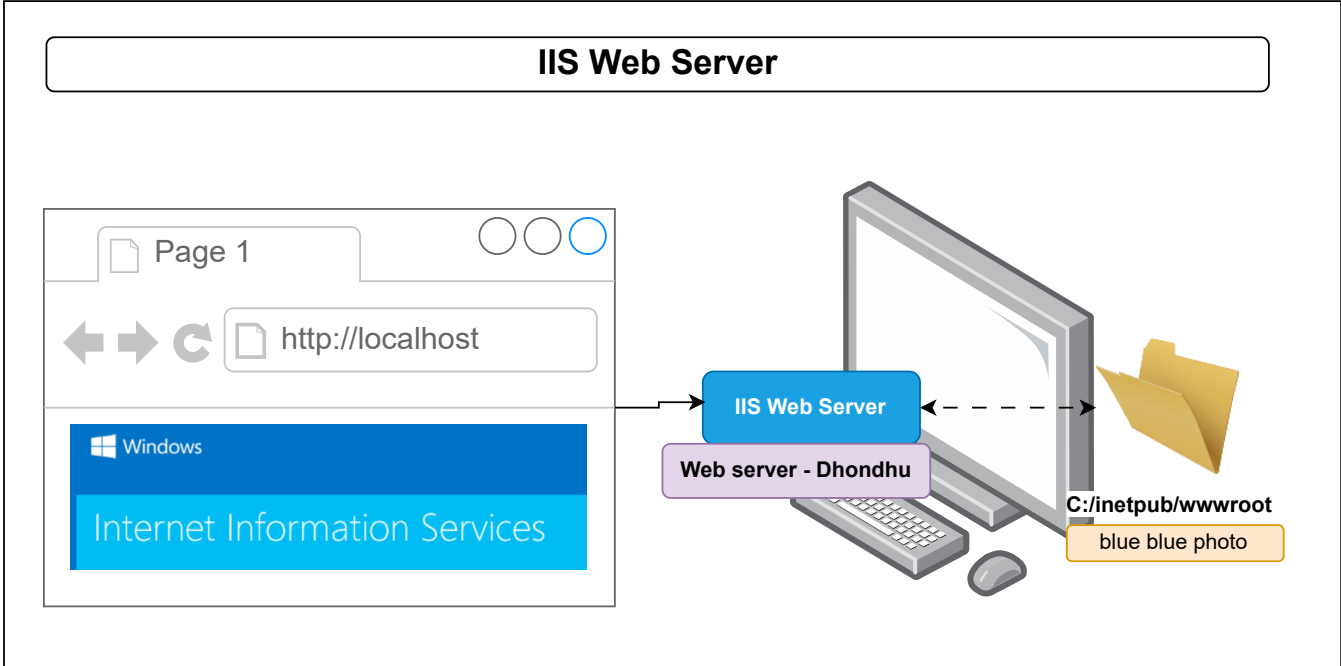 IIS Web Server
Page 1
http://localhost
Windows
Internet Information Services
IIS Web Server
Web server - Dhondhu
C:/inetpub/wwwroot
blue blue photo